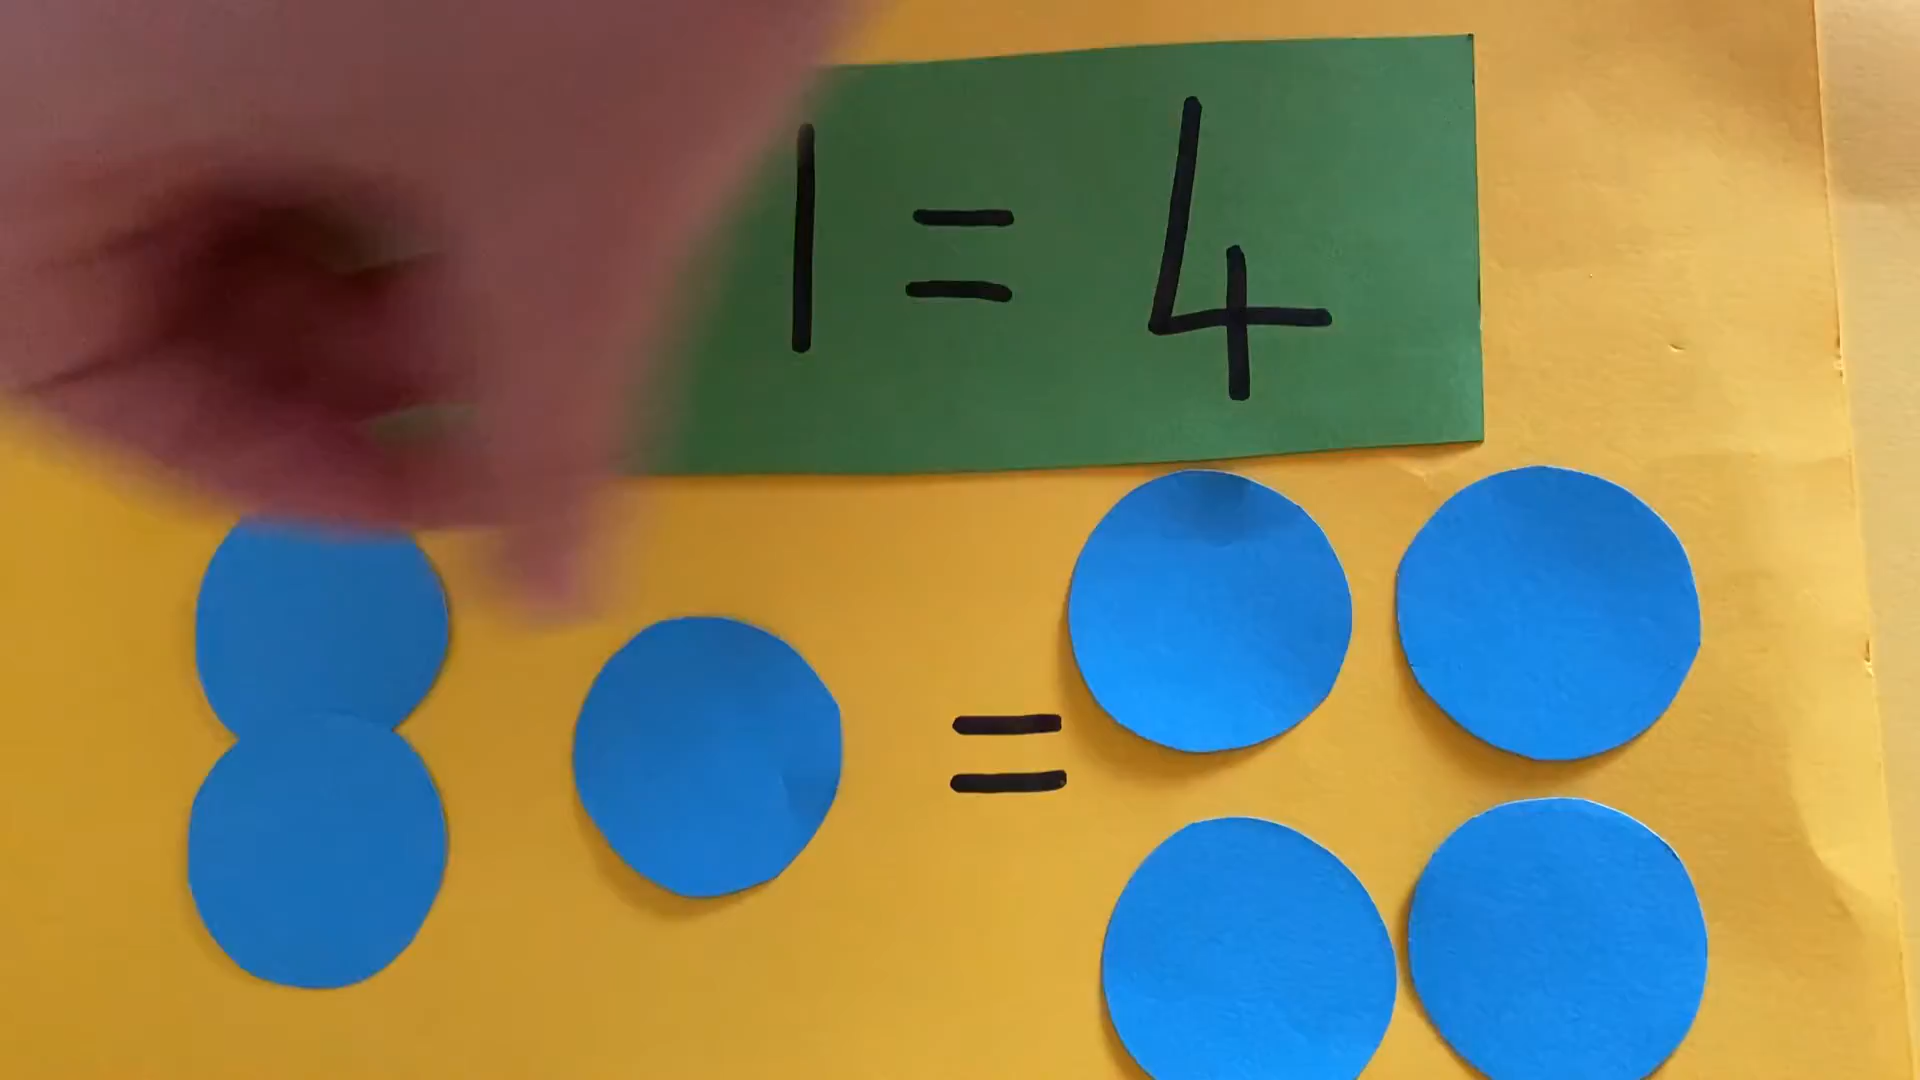 1 = 4
=